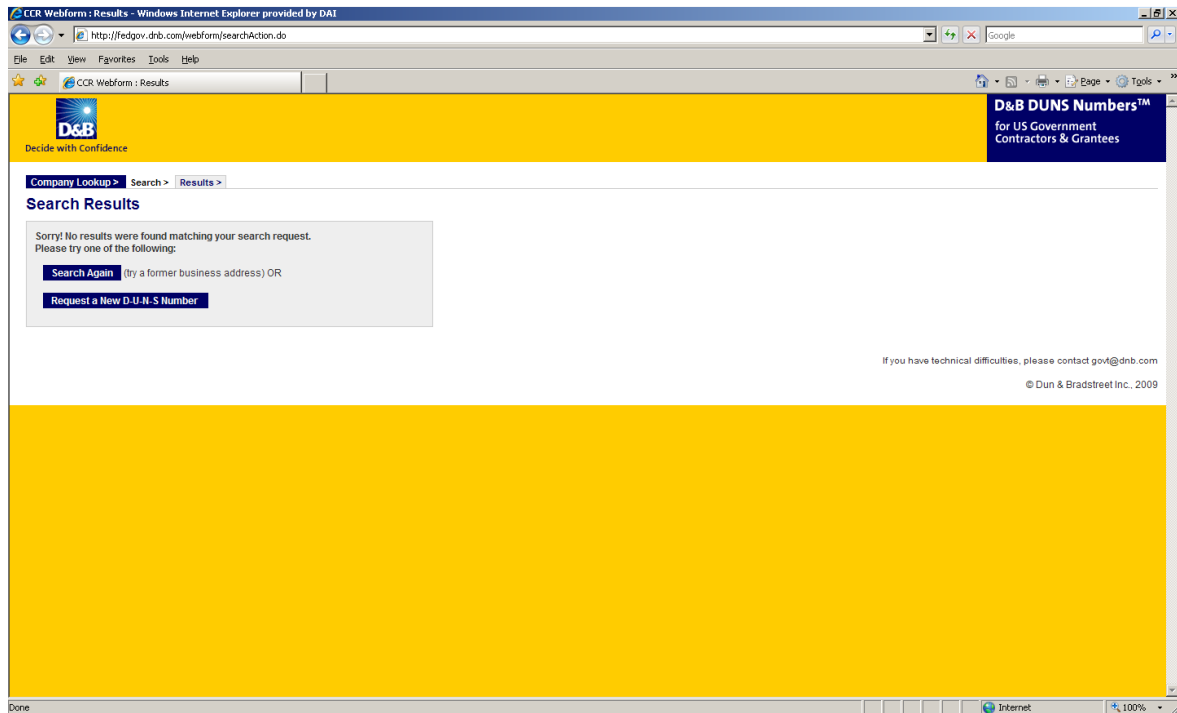 CCR Webform : Results - Windows Internet Explorer provided by DAI
http://fedgov.dnb.com/webform/searchAction.do
Google
File Edit View Favorites Tools Help
CCR Webform : Results
Page Tools »
D&B
Decide with Confidence
D&B DUNS Numbers™
for US Government
Contractors & Grantees
Company Lookup > Search > Results >
Search Results
Sorry! No results were found matching your search request.
Please try one of the following:
Search Again (try a former business address) OR
Request a New D-U-N-S Number
If you have technical difficulties, please contact govt@dnb.com
© Dun & Bradstreet Inc., 2009
Done Internet 100%